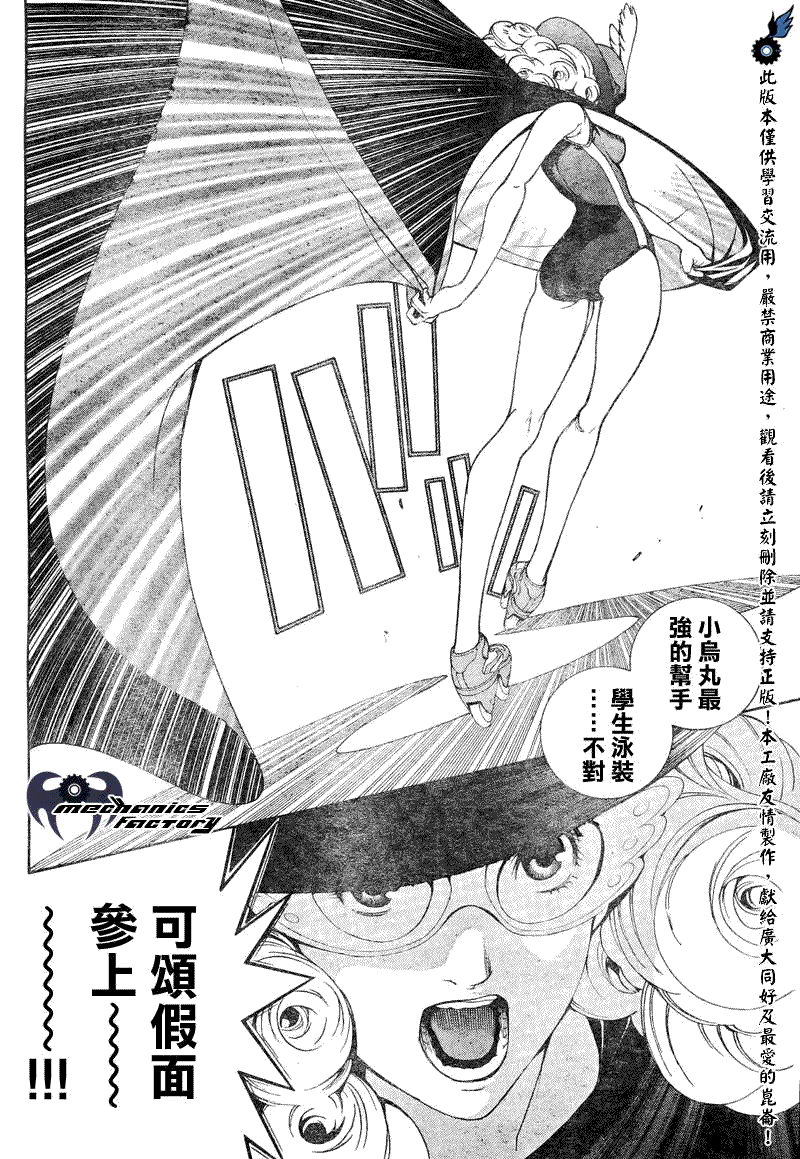 此版本僅供學習交流用，嚴禁商業用途，觀看後請立刻刪除並請支持正版！本工廠友情製作，獻給廣大同好及最愛的崑崙！
バババ
小烏丸最
強的幫手
學生泳裝
……不對
mechanics
Factory
可頌假面
參上～～
～～～～!!!